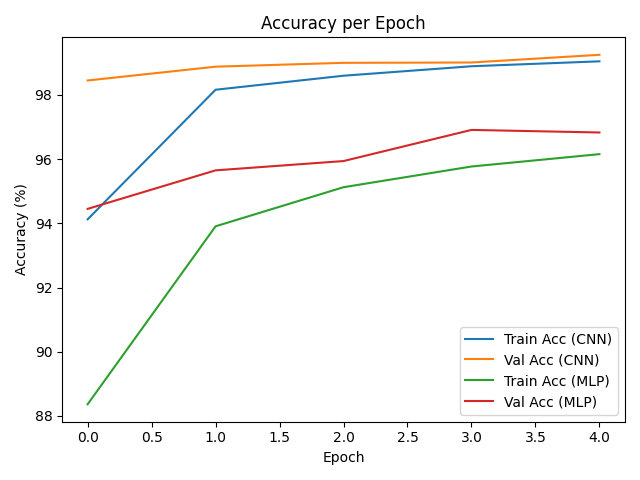 Accuracy per Epoch
Accuracy (%)
98
96
94
92
90
88
0.0 0.5 1.0 1.5 2.0 2.5 3.0 3.5 4.0
Epoch
Train Acc (CNN)
Val Acc (CNN)
Train Acc (MLP)
Val Acc (MLP)